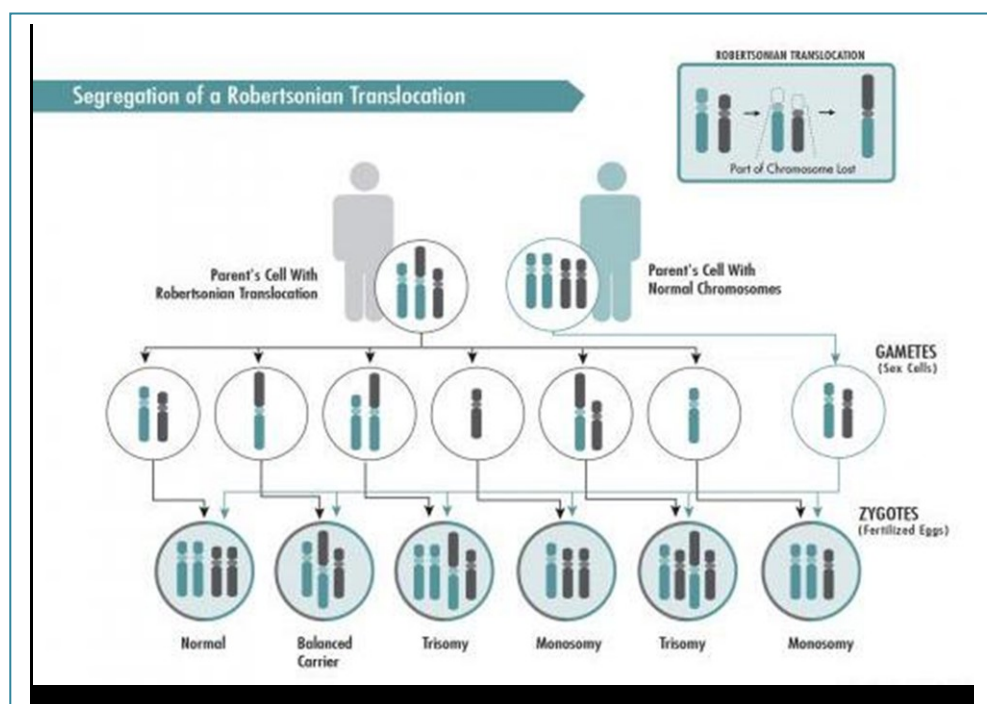 ROBERTSONIAN TRANSLOCATION
Segregation of a Robertsonian Translocation
Part of Chromosome Lost
Parent's Cell With
Robertsonian Translocation
Parent's Cell With
Normal Chromosomes
GAMETES
(Sex Cells)
ZYGOTES
(Fertilized Eggs)
Normal
Balanced
Carrier
Trisomy
Monosomy
Trisomy
Monosomy